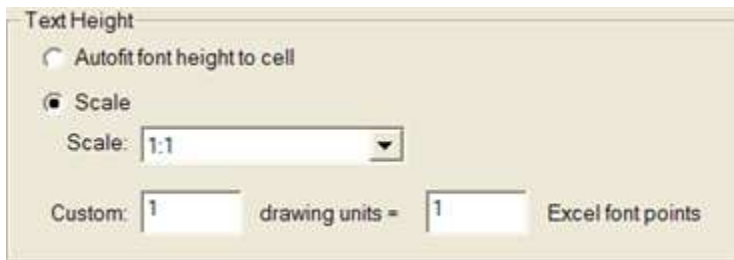 Text Height
Autofit font height to cell
Scale
Scale: 1:1
Custom: 1 drawing units = 1 Excel font points